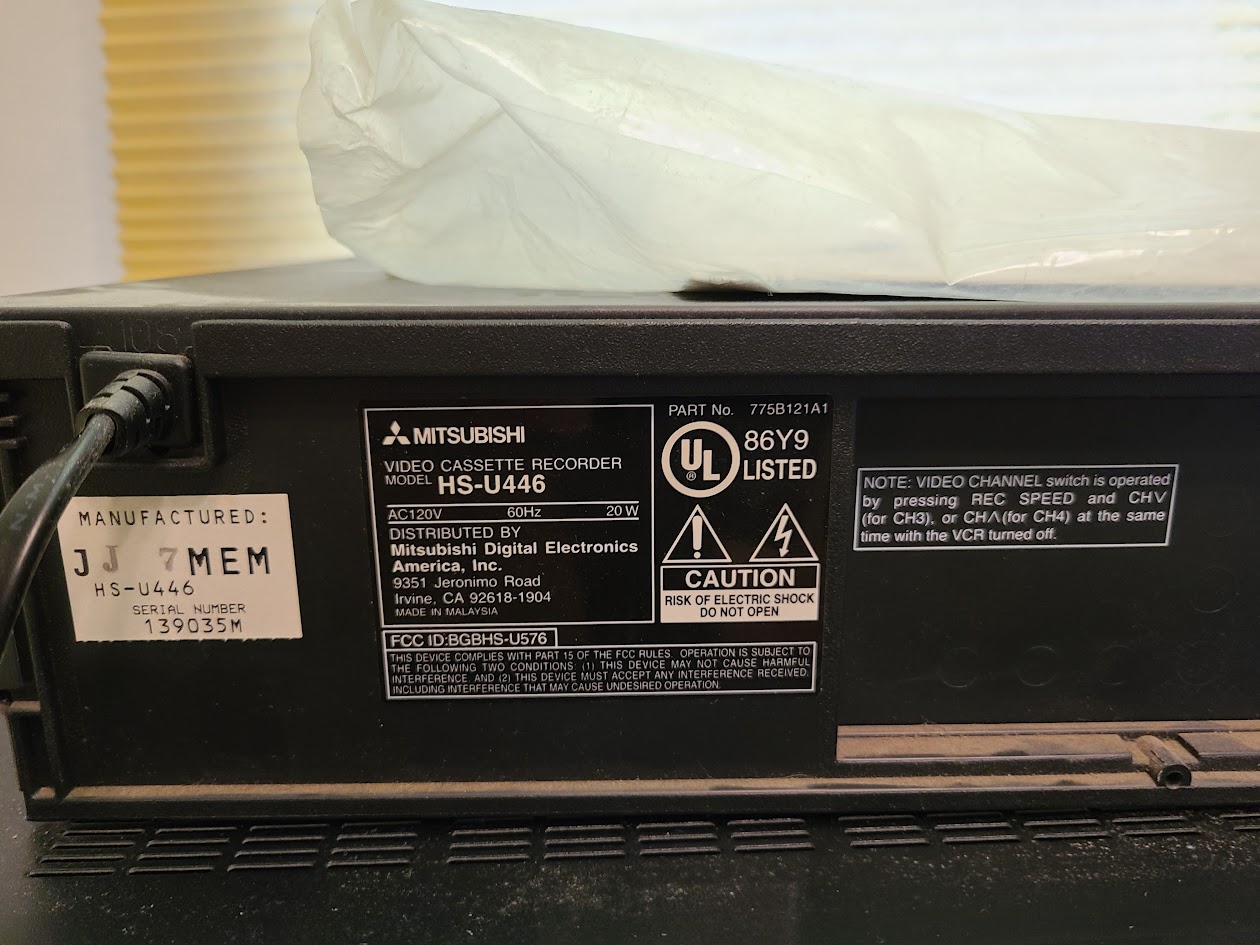 MANUFACTURED:
JJ 7MEM
HS-U446
SERIAL NUMBER
139035M
MITSUBISHI
VIDEO CASSETTE RECORDER
MODEL HS-U446
AC120V 60Hz 20W
DISTRIBUTED BY
Mitsubishi Digital Electronics
America, Inc.
9351 Jeronimo Road
Irvine, CA 92618-1904
MADE IN MALAYSIA
PART No. 775B121A1
UL® 86Y9
LISTED
CAUTION
RISK OF ELECTRIC SHOCK
DO NOT OPEN
FCC ID:BGBHS-U576
THIS DEVICE COMPLIES WITH PART 15 OF THE FCC RULES. OPERATION IS SUBJECT TO
THE FOLLOWING TWO CONDITIONS: (1) THIS DEVICE MAY NOT CAUSE HARMFUL
INTERFERENCE, AND (2) THIS DEVICE MUST ACCEPT ANY INTERFERENCE RECEIVED,
INCLUDING INTERFERENCE THAT MAY CAUSE UNDESIRED OPERATION.
NOTE: VIDEO CHANNEL switch is operated
by pressing REC SPEED and CH∨
(for CH3), or CH∧(for CH4) at the same
time with the VCR turned off.